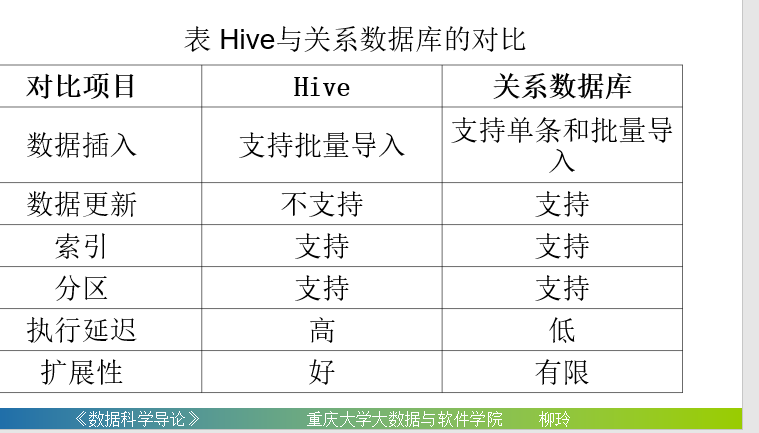 表 Hive与关系数据库的对比
对比项目 Hive 关系数据库
数据插入 支持批量导入 支持单条和批量导
入
数据更新 不支持 支持
索引 支持 支持
分区 支持 支持
执行延迟 高 低
扩展性 好 有限
《数据科学导论》 重庆大学大数据与软件学院 柳玲